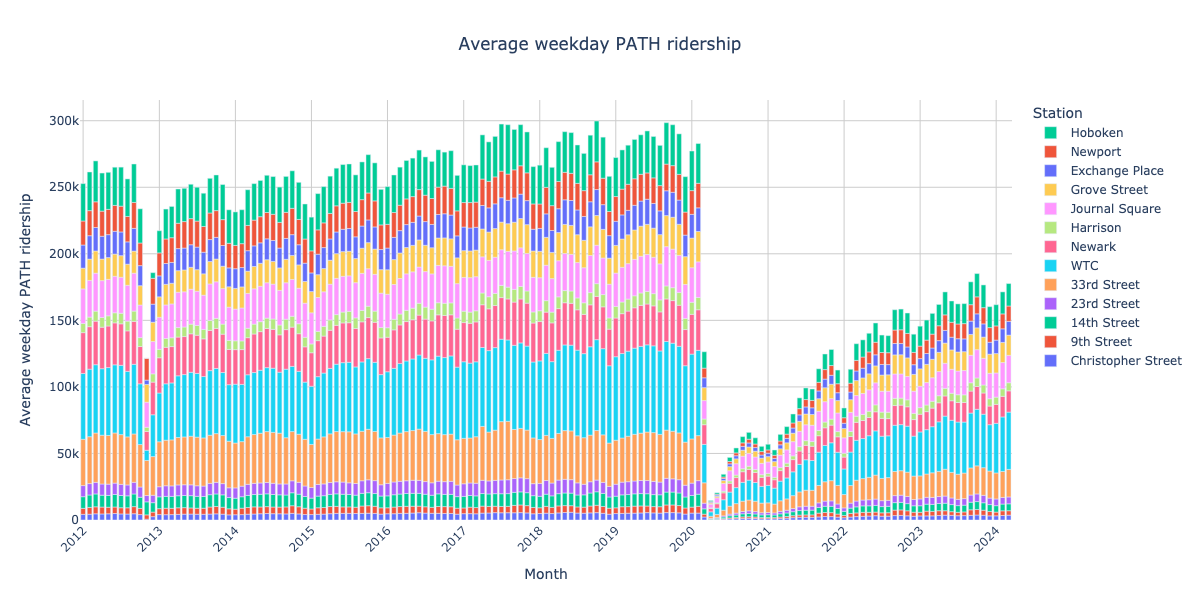 Average weekday PATH ridership
300k
250k
200k
150k
100k
50k
0
Average weekday PATH ridership
2012
2013
2014
2015
2016
2017
2018
2019
2020
2021
2022
2023
2024
Month
Station
Hoboken
Newport
Exchange Place
Grove Street
Journal Square
Harrison
Newark
WTC
33rd Street
23rd Street
14th Street
9th Street
Christopher Street